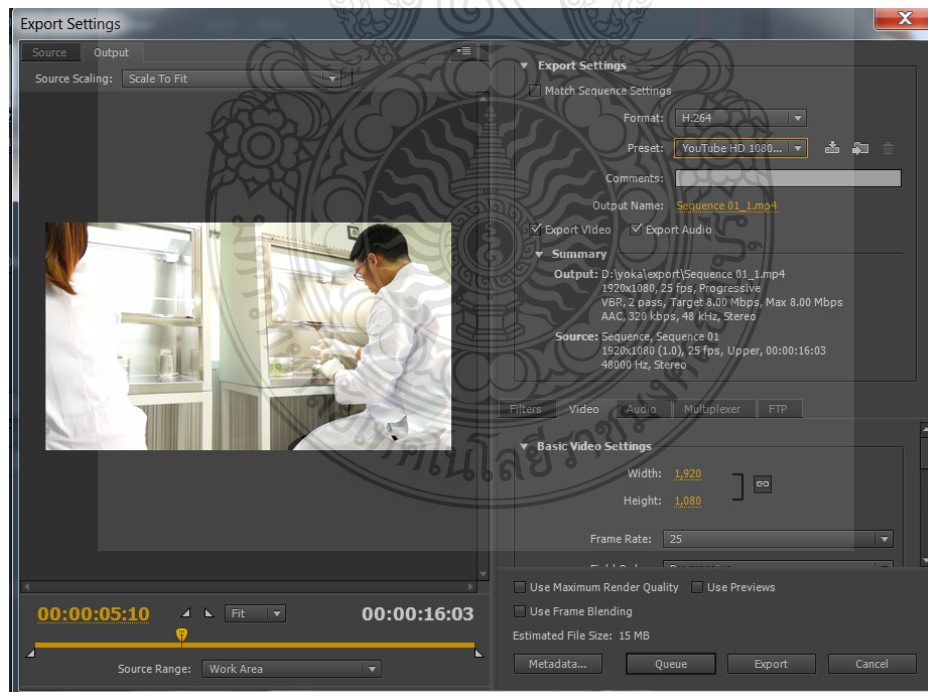 Export Settings
Source Output
Source Scaling: Scale To Fit
Export Settings
Match Sequence Settings
Format: H.264
Preset: YouTube HD 1080...
Comments:
Output Name: Sequence 01_1.mp4
Export Video Export Audio
Summary
Output: D:\yoka\export\Sequence 01_1.mp4
1920x1080, 25 fps, Progressive
VBR, 2 pass, Target 8.00 Mbps, Max 8.00 Mbps
AAC, 320 kbps, 48 kHz, Stereo
Source: Sequence, Sequence 01
1920x1080 (1.0), 25 fps, Upper, 00:00:16:03
48000 Hz, Stereo
Filters Video Audio Multiplexer FTP
Basic Video Settings
Width: 1,920
Height: 1,080
Frame Rate: 25
Use Maximum Render Quality Use Previews
Use Frame Blending
Estimated File Size: 15 MB
Metadata... Queue Export Cancel
00:00:05:10 Fit 00:00:16:03
Source Range: Work Area